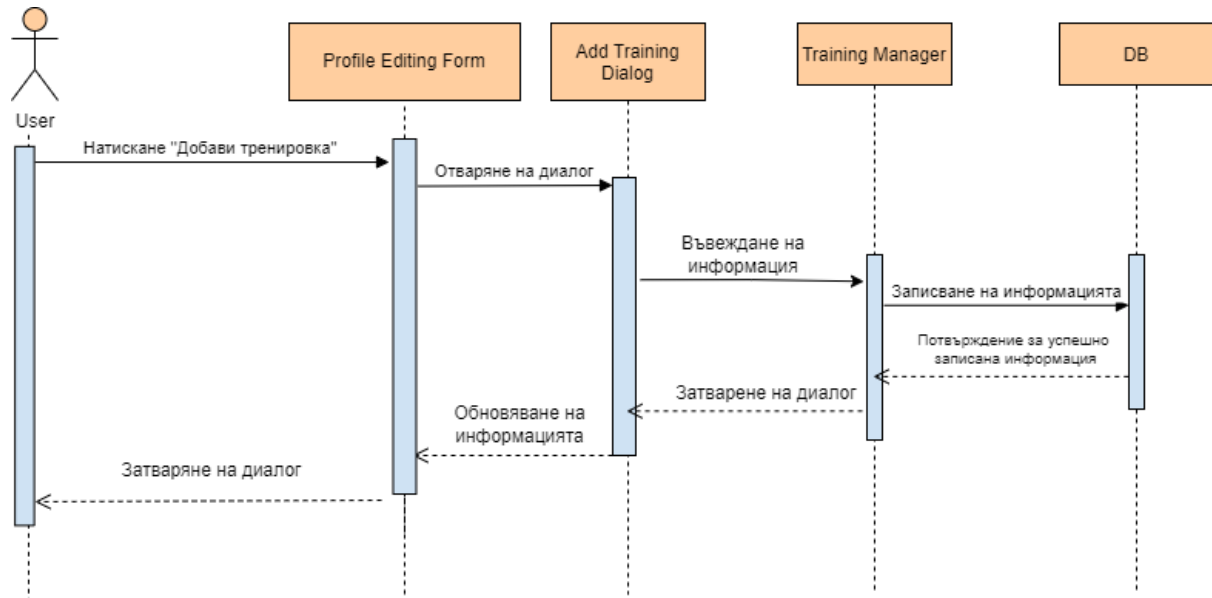 User
Profile Editing Form
Add Training
Dialog
Training Manager
DB
Натискане "Добави тренировка"
Отваряне на диалог
Въвеждане на
информация
Записване на информацията
Потвърждение за успешно
записана информация
Затварене на диалог
Обновяване на
информацията
Затваряне на диалог